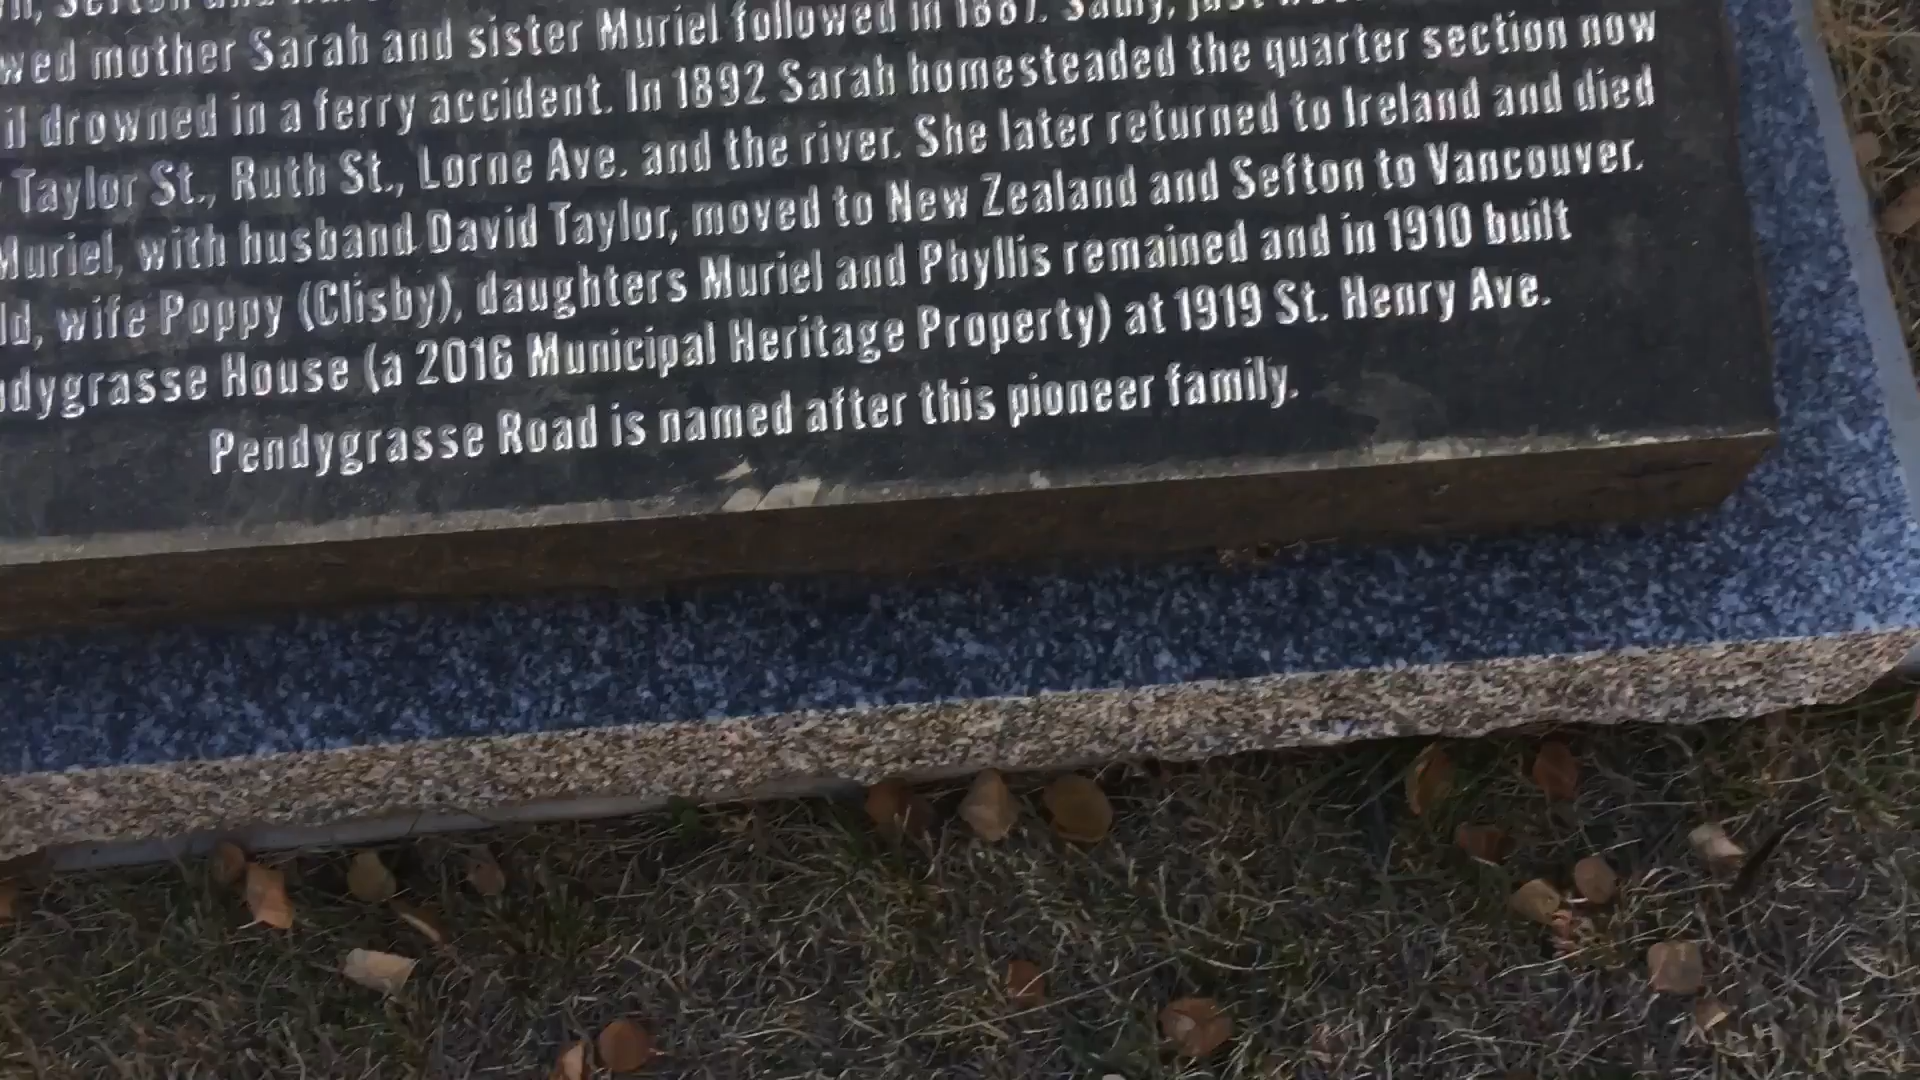 mother Sarah and sister Muriel followed in
drowned in a ferry accident. In 1892 Sarah homesteaded the quarter section now
Taylor St., Ruth St., Lorne Ave. and the river. She later returned to Ireland and died
Muriel, with husband David Taylor, moved to New Zealand and Sefton to Vancouver.
wife Poppy (Clisby), daughters Muriel and Phyllis remained and in 1910 built
House (a 2016 Municipal Heritage Property) at 1919 St. Henry Ave.
Pendygrasse Road is named after this pioneer family.